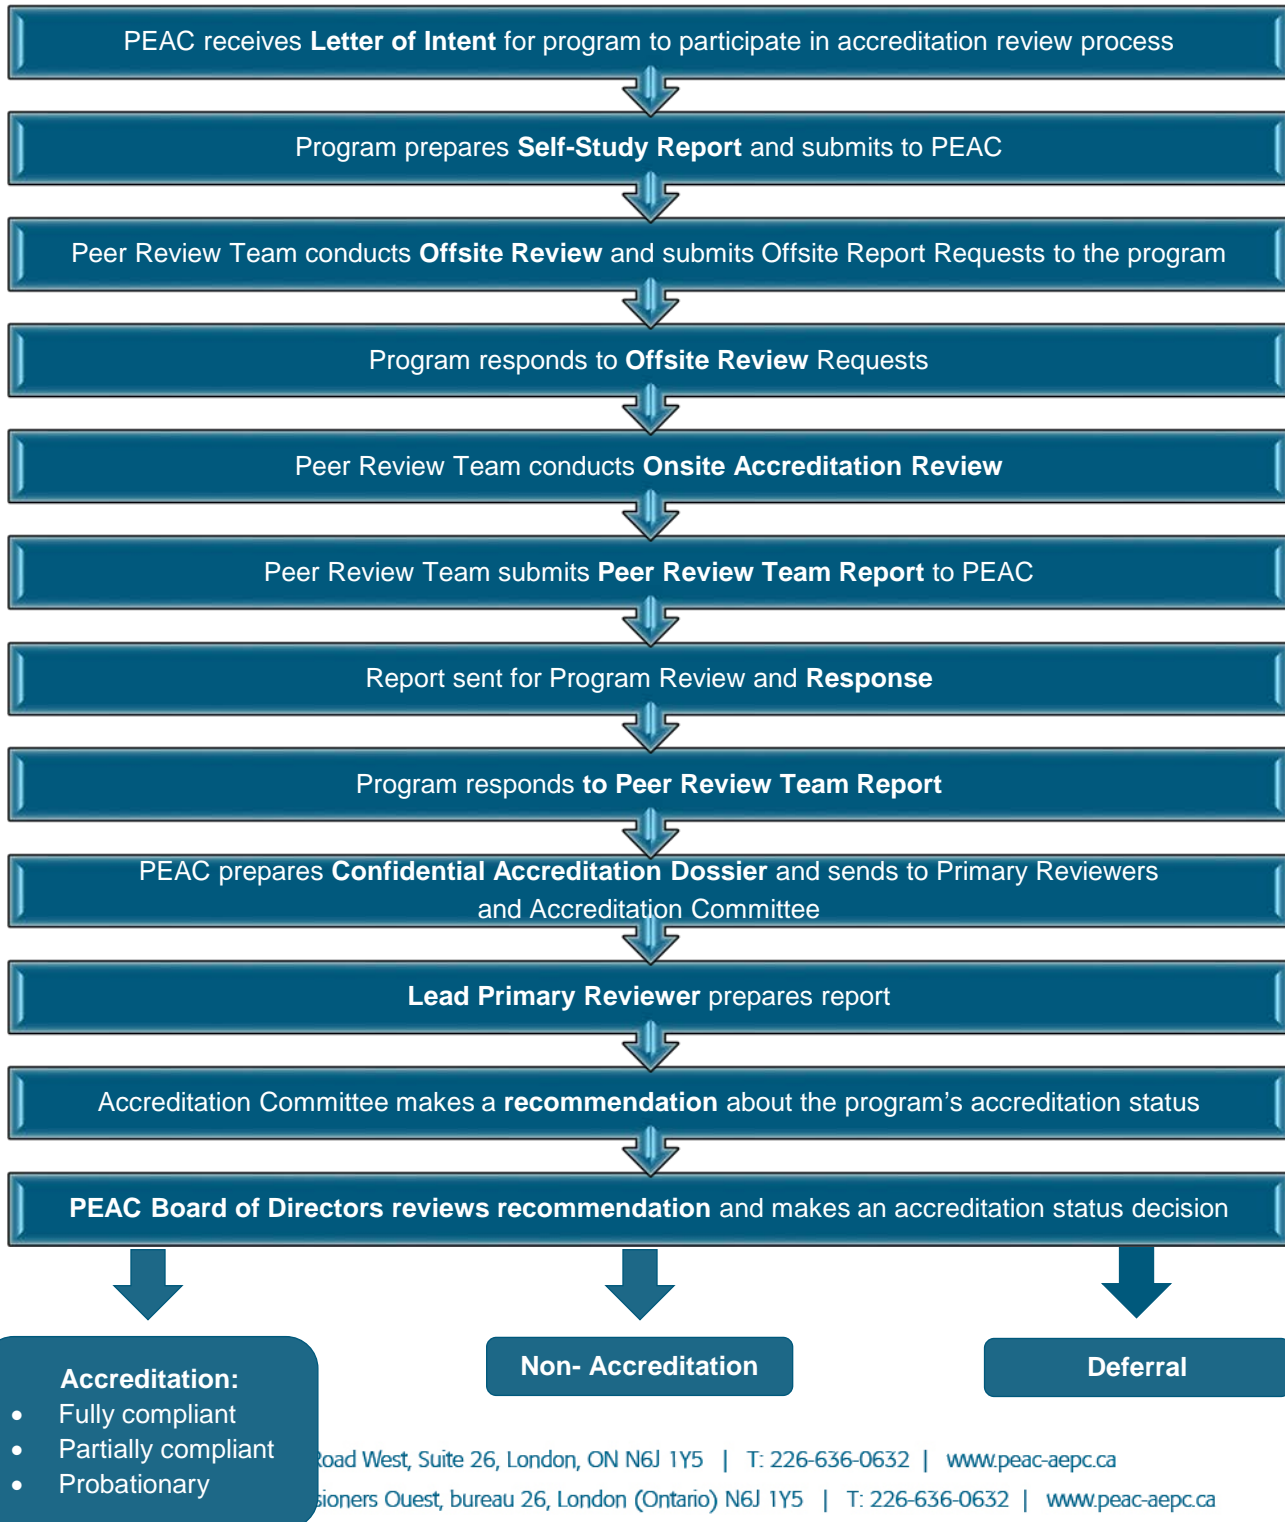 PEAC receives Letter of Intent for program to participate in accreditation review process
Program prepares Self-Study Report and submits to PEAC
Peer Review Team conducts Offsite Review and submits Offsite Report Requests to the program
Program responds to Offsite Review Requests
Peer Review Team conducts Onsite Accreditation Review
Peer Review Team submits Peer Review Team Report to PEAC
Report sent for Program Review and Response
Program responds to Peer Review Team Report
PEAC prepares Confidential Accreditation Dossier and sends to Primary Reviewers
and Accreditation Committee
Lead Primary Reviewer prepares report
Accreditation Committee makes a recommendation about the program's accreditation status
PEAC Board of Directors reviews recommendation and makes an accreditation status decision
Accreditation:
• Fully compliant
• Partially compliant
• Probationary
Non- Accreditation
Deferral
Road West, Suite 26, London, ON N6J 1Y5 | T: 226-636-0632 | www.peac-aepc.ca
sioners Ouest, bureau 26, London (Ontario) N6J 1Y5 | T: 226-636-0632 | www.peac-aepc.ca